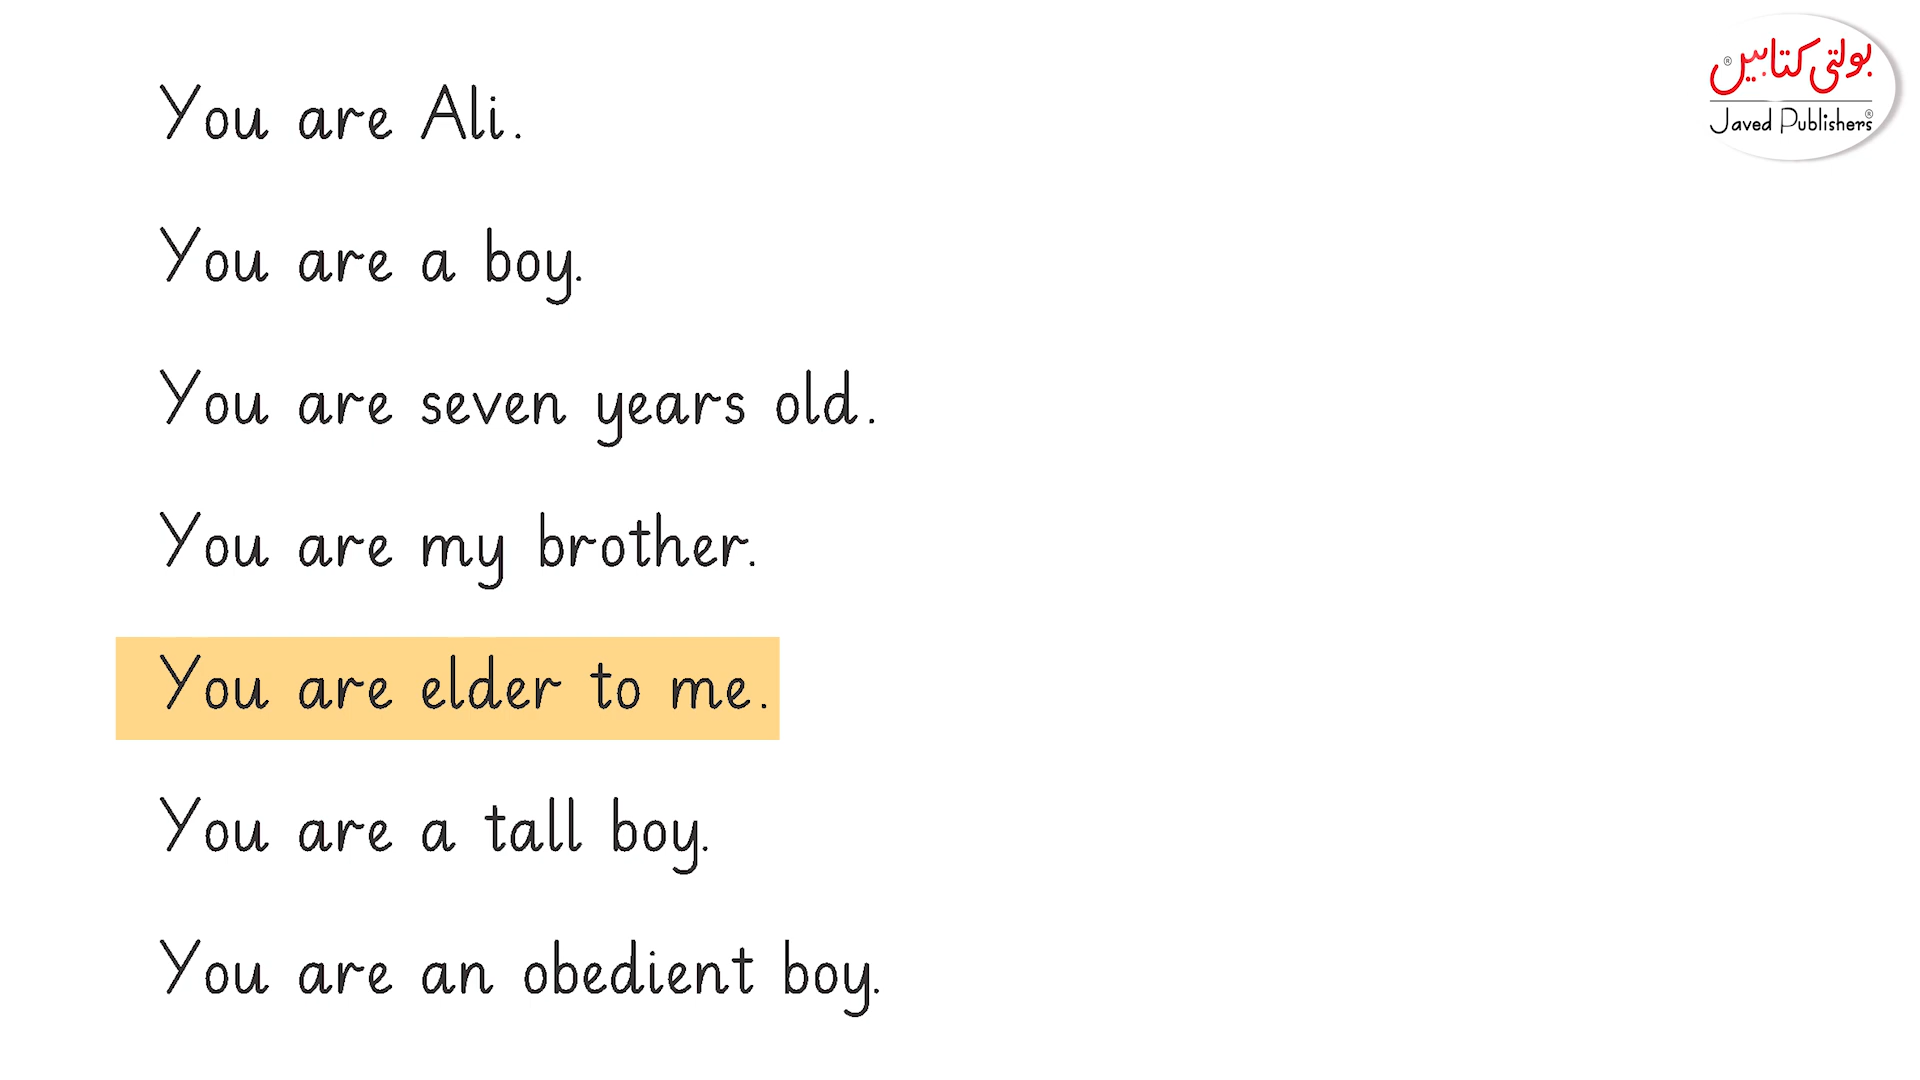 You are Ali.
You are a boy.
You are seven years old.
You are my brother.
You are elder to me.
You are a tall boy.
You are an obedient boy.
بولتی کتابیں ®
Javed Publishers ®